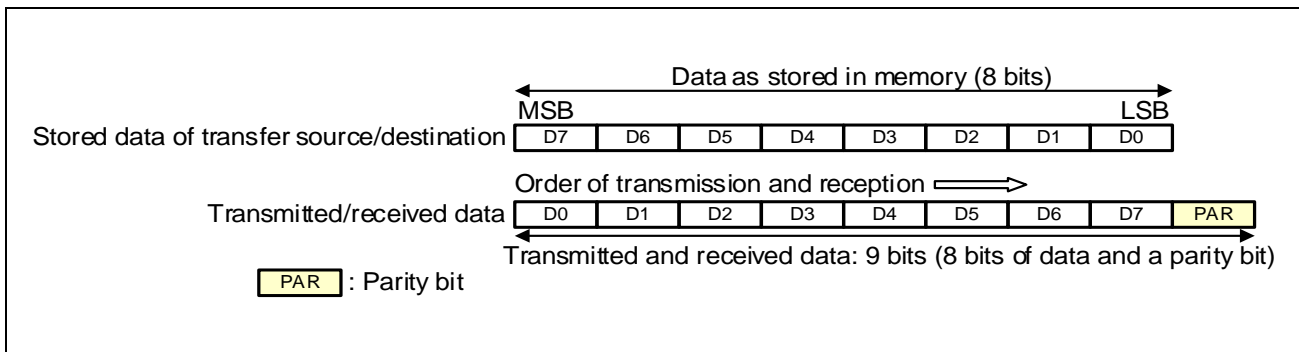 Data as stored in memory (8 bits)
MSB LSB
Stored data of transfer source/destination D7 D6 D5 D4 D3 D2 D1 D0
Order of transmission and reception
Transmitted/received data D0 D1 D2 D3 D4 D5 D6 D7 PAR
Transmitted and received data: 9 bits (8 bits of data and a parity bit)
PAR : Parity bit